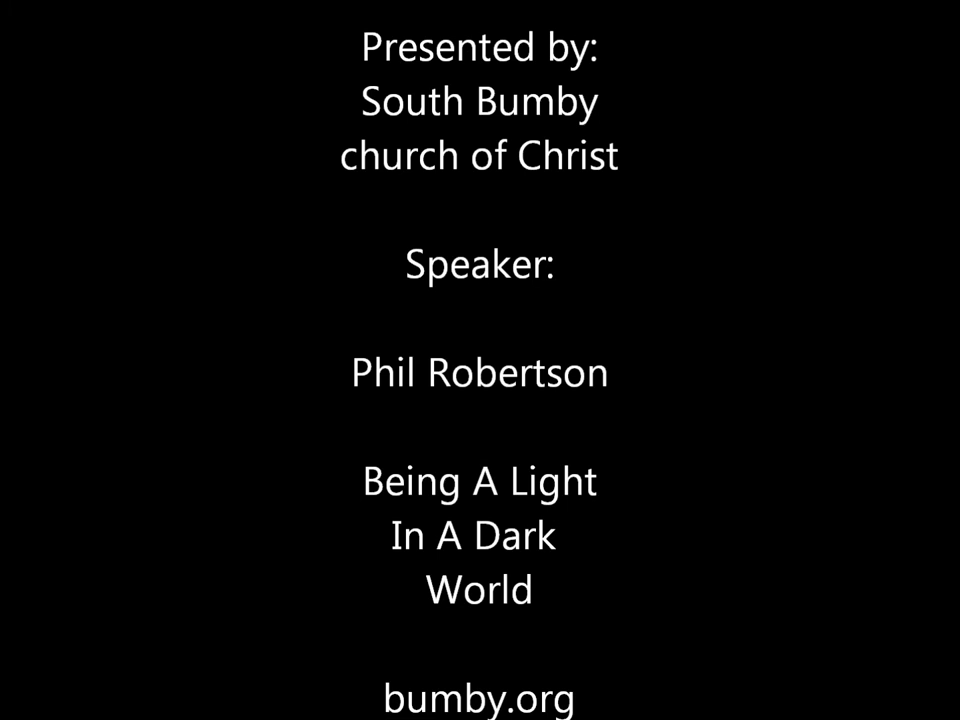 Presented by:
South Bumby
church of Christ
Speaker:
Phil Robertson
Being A Light
In A Dark
World
bumby.org